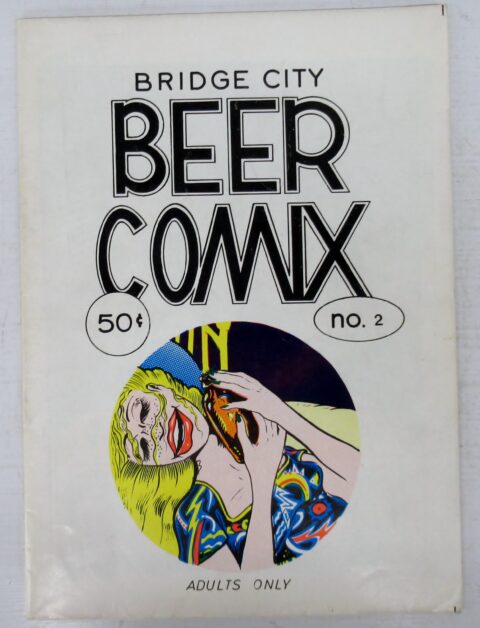 BRIDGE CITY
BEER
COMIX
50¢
no. 2
ADULTS ONLY